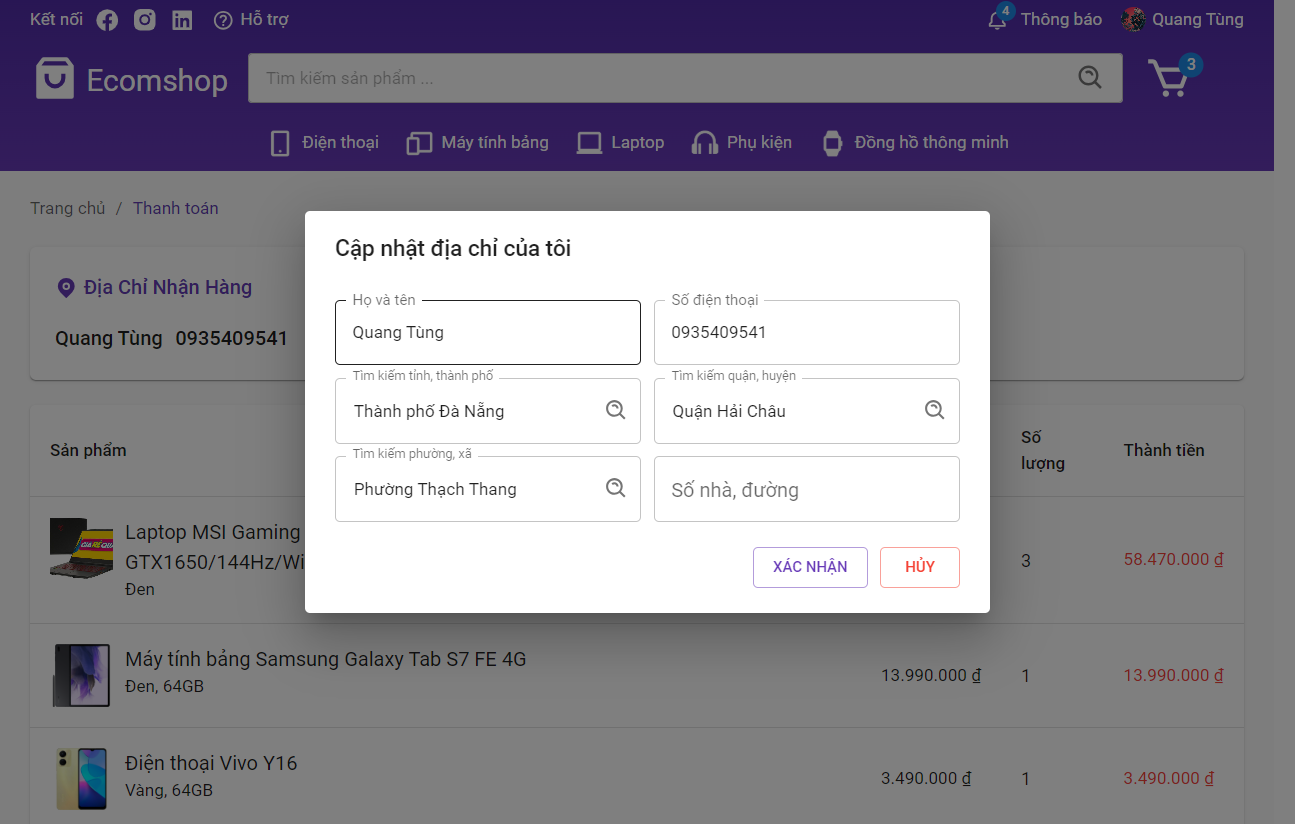 Kết nối
Hỗ trợ
4
Thông báo
Quang Tùng
Ecomshop
Tìm kiếm sản phẩm ...
3
Điện thoại
Máy tính bảng
Laptop
Phụ kiện
Đồng hồ thông minh
Trang chủ / Thanh toán
Địa Chỉ Nhận Hàng
Quang Tùng 0935409541
Cập nhật địa chỉ của tôi
Họ và tên
Quang Tùng
Số điện thoại
0935409541
Tìm kiếm tỉnh, thành phố
Thành phố Đà Nẵng
Tìm kiếm quận, huyện
Quận Hải Châu
Tìm kiếm phường, xã
Phường Thạch Thang
Số nhà, đường
XÁC NHẬN
HỦY
Sản phẩm
Số
lượng
Thành tiền
Laptop MSI Gaming
GTX1650/144Hz/Wi
Đen
3
58.470.000 ₫
Máy tính bảng Samsung Galaxy Tab S7 FE 4G
Đen, 64GB
13.990.000 ₫
1
13.990.000 ₫
Điện thoại Vivo Y16
Vàng, 64GB
3.490.000 ₫
1
3.490.000 ₫